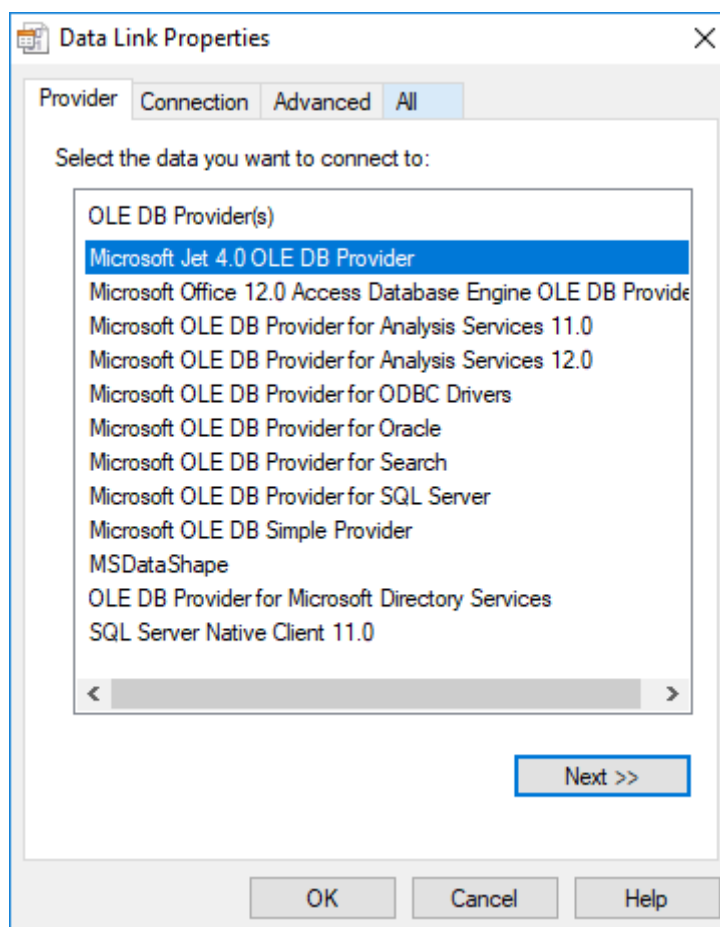 Data Link Properties
Provider Connection Advanced All
Select the data you want to connect to:
OLE DB Provider(s)
Microsoft Jet 4.0 OLE DB Provider
Microsoft Office 12.0 Access Database Engine OLE DB Provide
Microsoft OLE DB Provider for Analysis Services 11.0
Microsoft OLE DB Provider for Analysis Services 12.0
Microsoft OLE DB Provider for ODBC Drivers
Microsoft OLE DB Provider for Oracle
Microsoft OLE DB Provider for Search
Microsoft OLE DB Provider for SQL Server
Microsoft OLE DB Simple Provider
MSDataShape
OLE DB Provider for Microsoft Directory Services
SQL Server Native Client 11.0
Next >>
OK Cancel Help